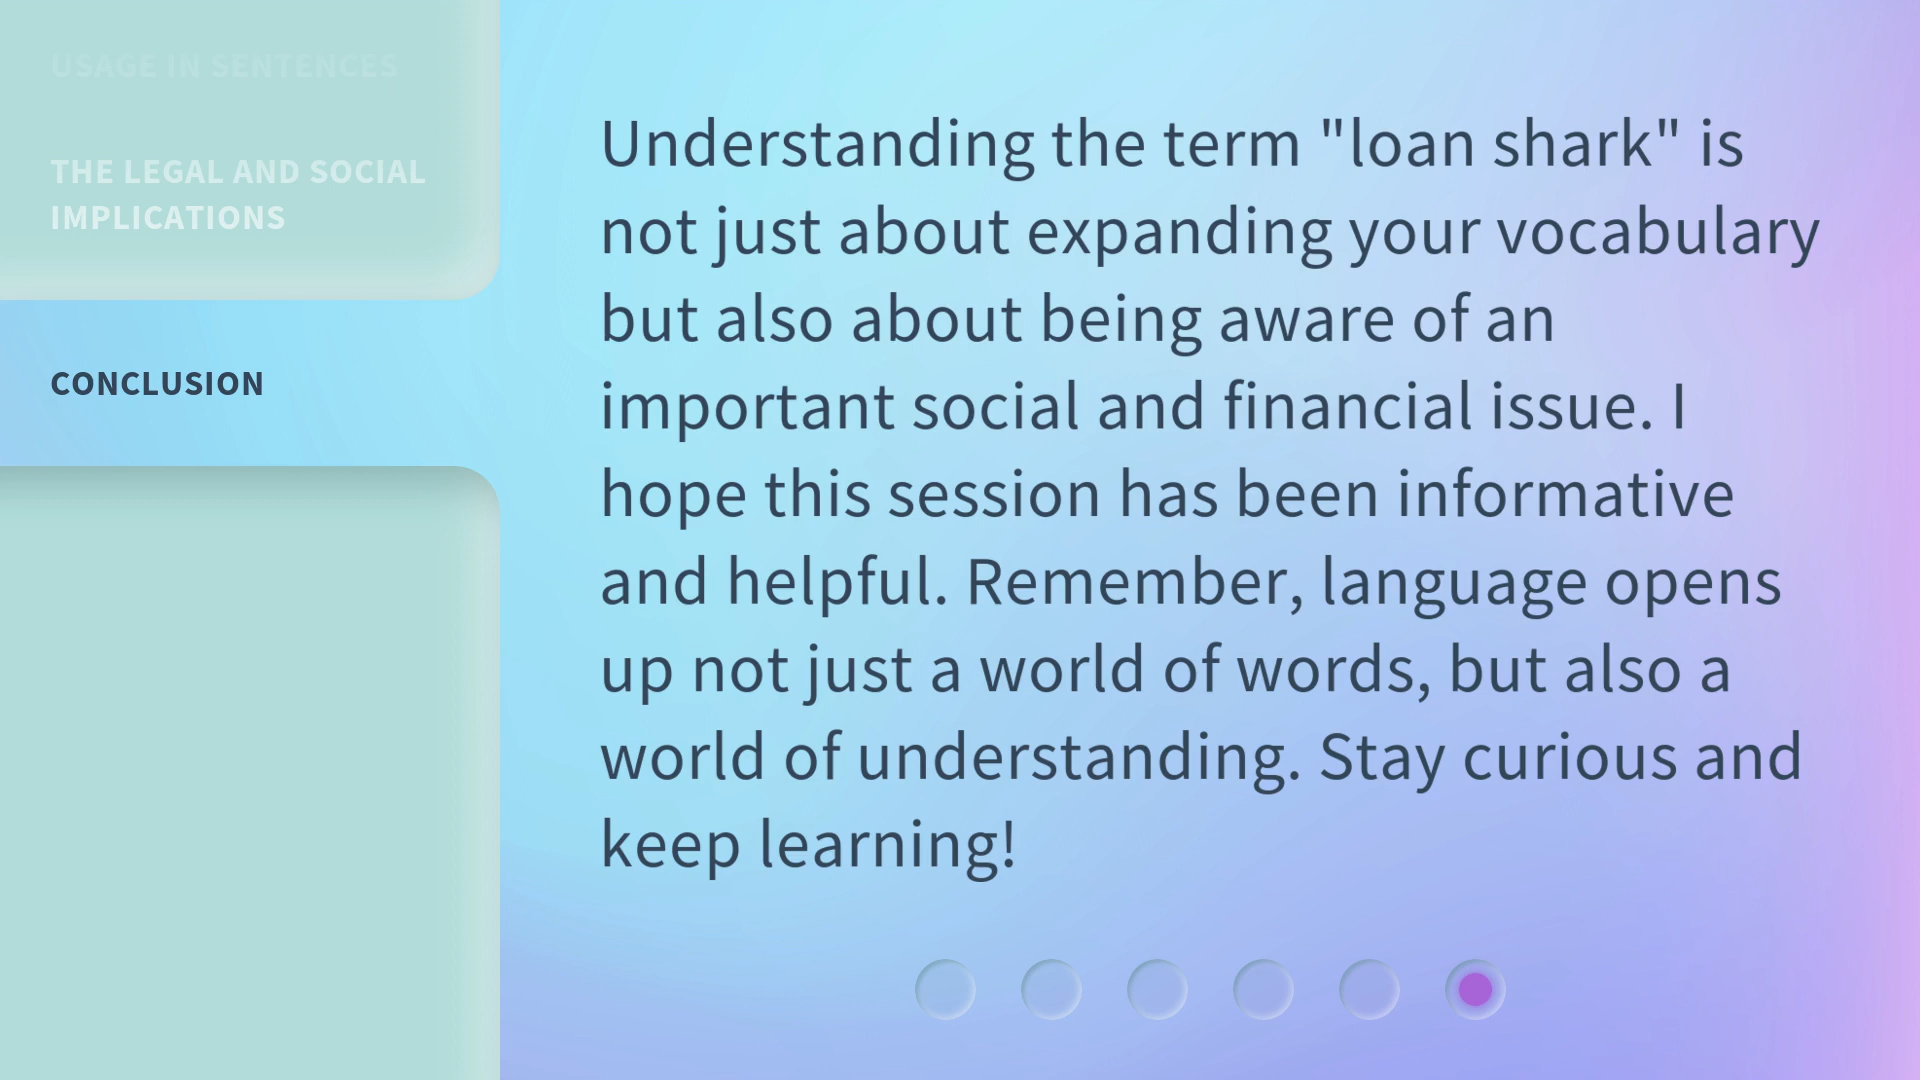 USAGE IN SENTENCES
THE LEGAL AND SOCIAL
IMPLICATIONS
CONCLUSION
Understanding the term "loan shark" is
not just about expanding your vocabulary
but also about being aware of an
important social and financial issue. I
hope this session has been informative
and helpful. Remember, language opens
up not just a world of words, but also a
world of understanding. Stay curious and
keep learning!